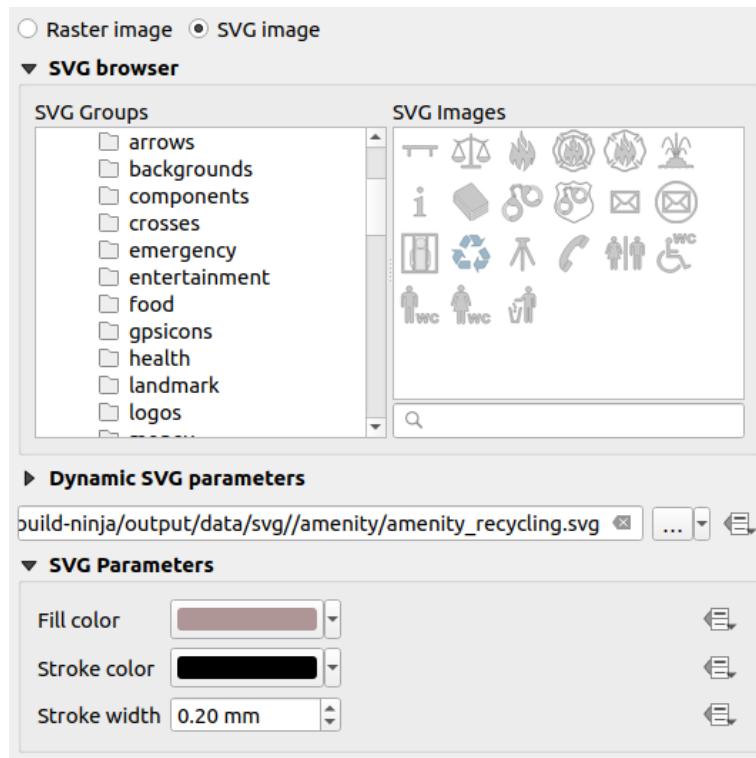 Raster image SVG image
SVG browser
SVG Groups
SVG Images
arrows
backgrounds
components
crosses
emergency
entertainment
food
gpsicons
health
landmark
logos
WC
wc
wc
Dynamic SVG parameters
build-ninja/output/data/svg//amenity/amenity_recycling.svg
...
SVG Parameters
Fill color
Stroke color
Stroke width 0.20 mm